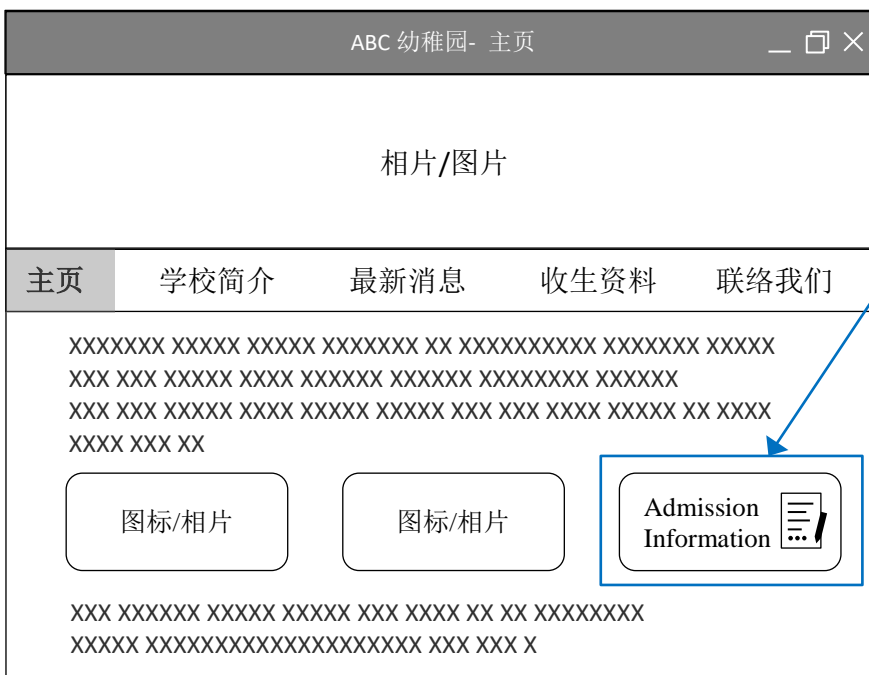 ABC 幼稚园- 主页
相片/图片
主页 学校简介 最新消息 收生资料 联络我们
XXXXXXX XXXXX XXXXX XXXXXXX XX XXXXXXXXXX XXXXXXX XXXXX
XXX XXX XXXXX XXXX XXXXXX XXXXXX XXXXXXXX XXXXXX
XXX XXX XXXXX XXXX XXXXX XXXXX XXX XXX XXXX XXXXX XX XXXX
XXXX XXX XX
图标/相片 图标/相片 Admission
Information
XXX XXXXXX XXXXX XXXXX XXX XXXX XX XX XXXXXXXX
XXXXX XXXXXXXXXXXXXXXXXXXX XXX XXX X